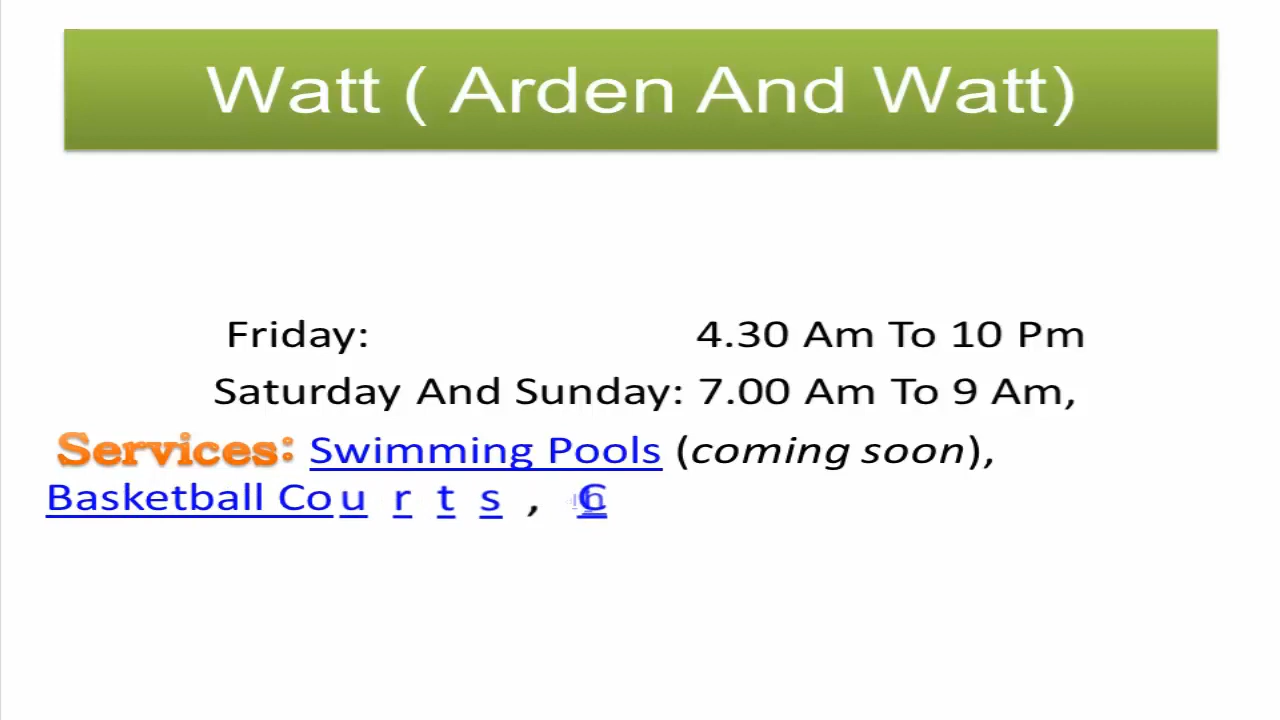 Watt ( Arden And Watt)
Friday: 4.30 Am To 10 Pm
Saturday And Sunday: 7.00 Am To 9 Am,
Services: Swimming Pools (coming soon),
Basketball Courts,